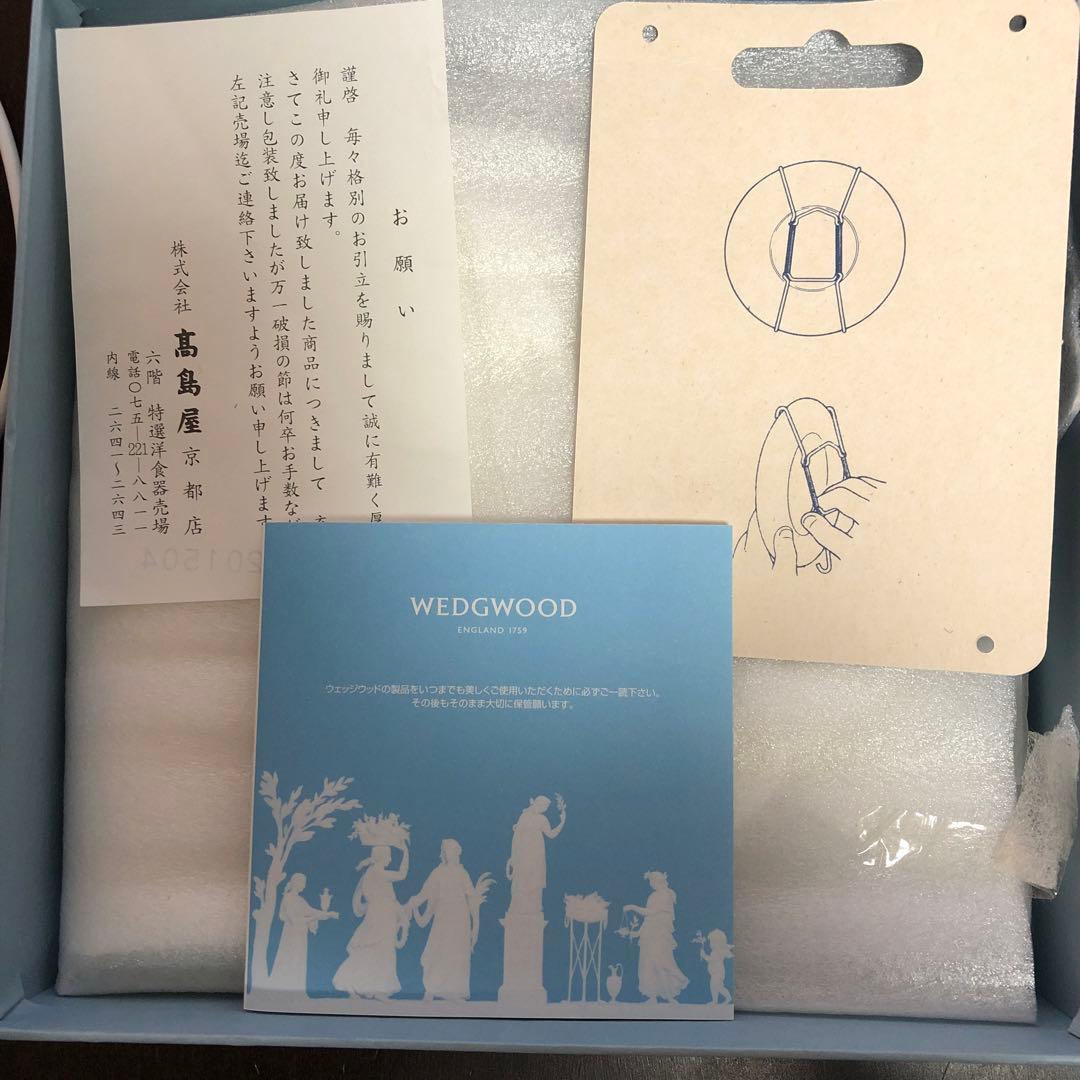 お願い
謹啓　毎々格別のお引立を賜りまして誠に有難く厚
御礼申し上げます。
さてこの度お届け致しました商品につきまして
注意し包装致しましたが万一破損の節は何卒お手数なが
左記売場迄ご連絡下さいますようお願い申し上げます
株式会社 髙島屋 京都店
六階　特選洋食器売場
電話〇七五―221―八八一一
内線　二六四一～二六四三
201504
WEDGWOOD
ENGLAND 1759
ウェッジウッドの製品をいつまでも美しくご使用いただくために必ずご一読下さい。
その後もそのまま大切に保管願います。